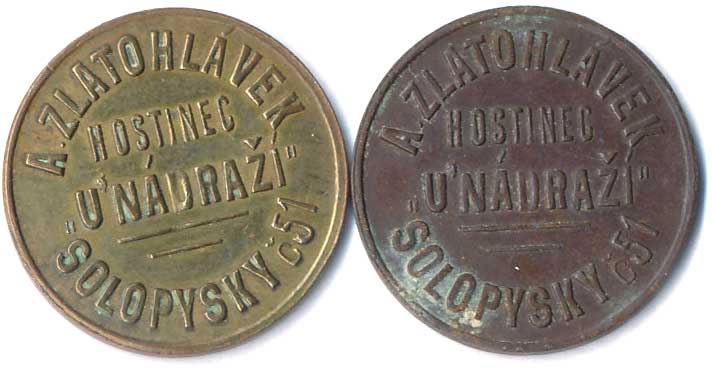 A. ZLATOHLÁVEK
HOSTINEC
"U' NÁDRAŽÍ"
SOLOPYSKY č 51
A. ZLATOHLÁVEK
HOSTINEC
"U' NÁDRAŽÍ"
SOLOPYSKY č 51